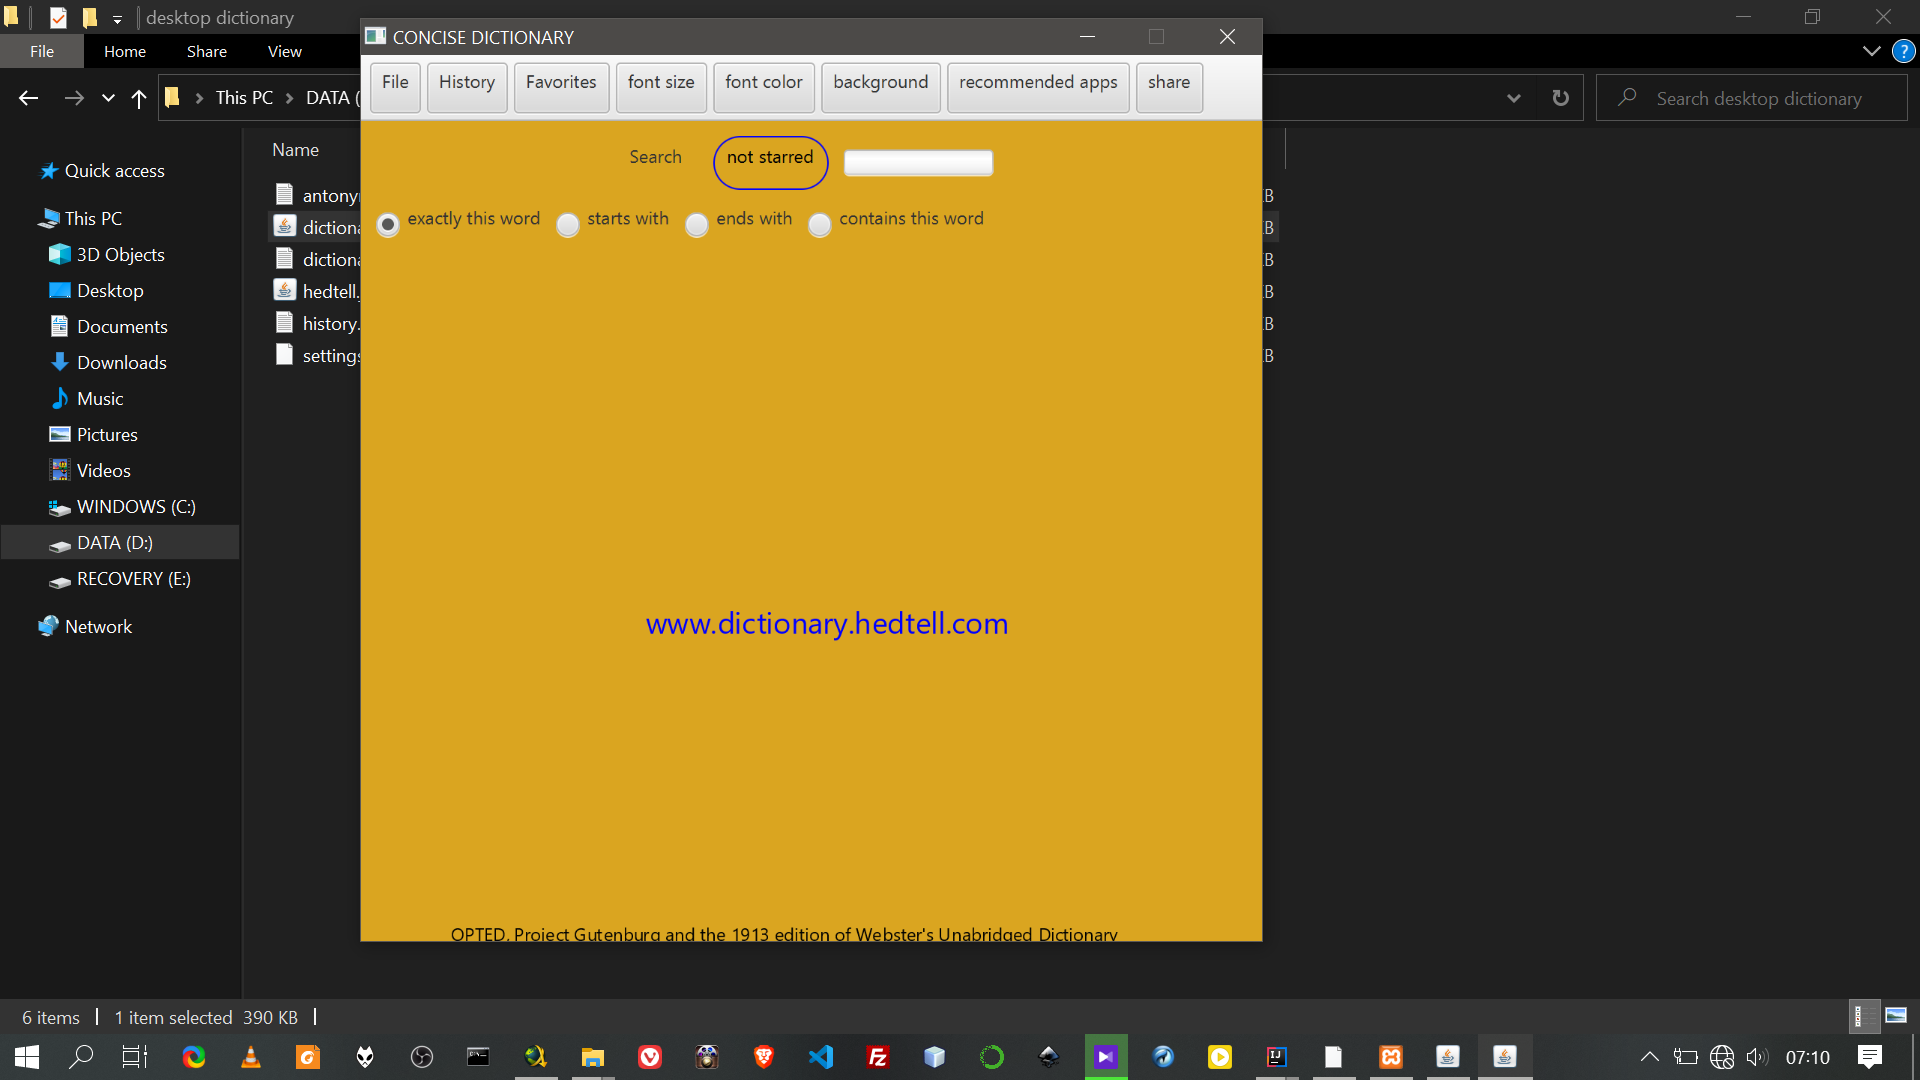 desktop dictionary
File Home Share View
This PC DATA (
Search desktop dictionary
Quick access
This PC
3D Objects
Desktop
Documents
Downloads
Music
Pictures
Videos
WINDOWS (C:)
DATA (D:)
RECOVERY (E:)
Network
Name
hedtell.
history.
CONCISE DICTIONARY
File History Favorites font size font color background recommended apps share
Search not starred
exactly this word starts with ends with contains this word
www.dictionary.hedtell.com
OPTED, Project Gutenburg and the 1913 edition of Webster's Unabridged Dictionary
6 items 1 item selected 390 KB
07:10